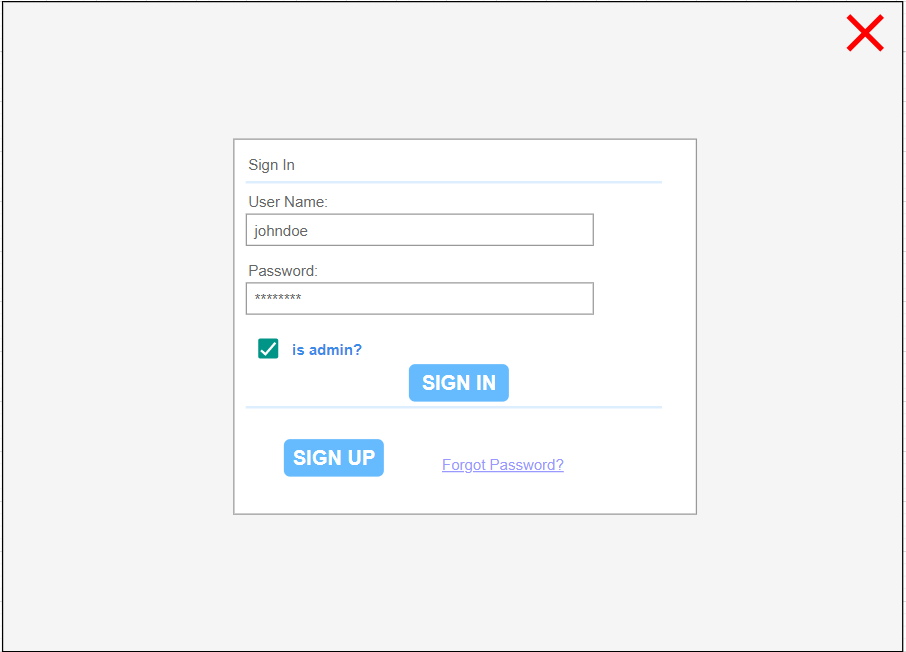 Sign In
User Name:
johndoe
Password:
********
is admin?
SIGN IN
SIGN UP
Forgot Password?